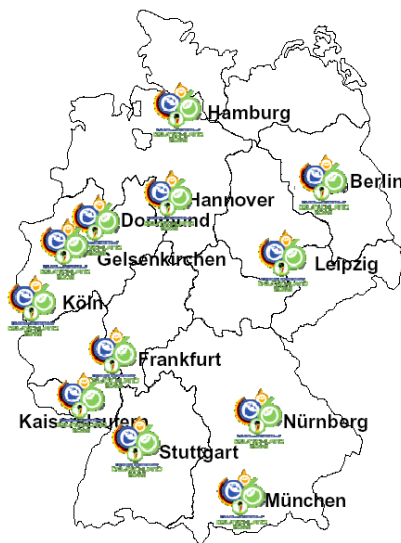 Hamburg
Berlin
Hannover
Dortmund
Gelsenkirchen
Leipzig
Köln
Frankfurt
Kaiserslautern
Nürnberg
Stuttgart
München